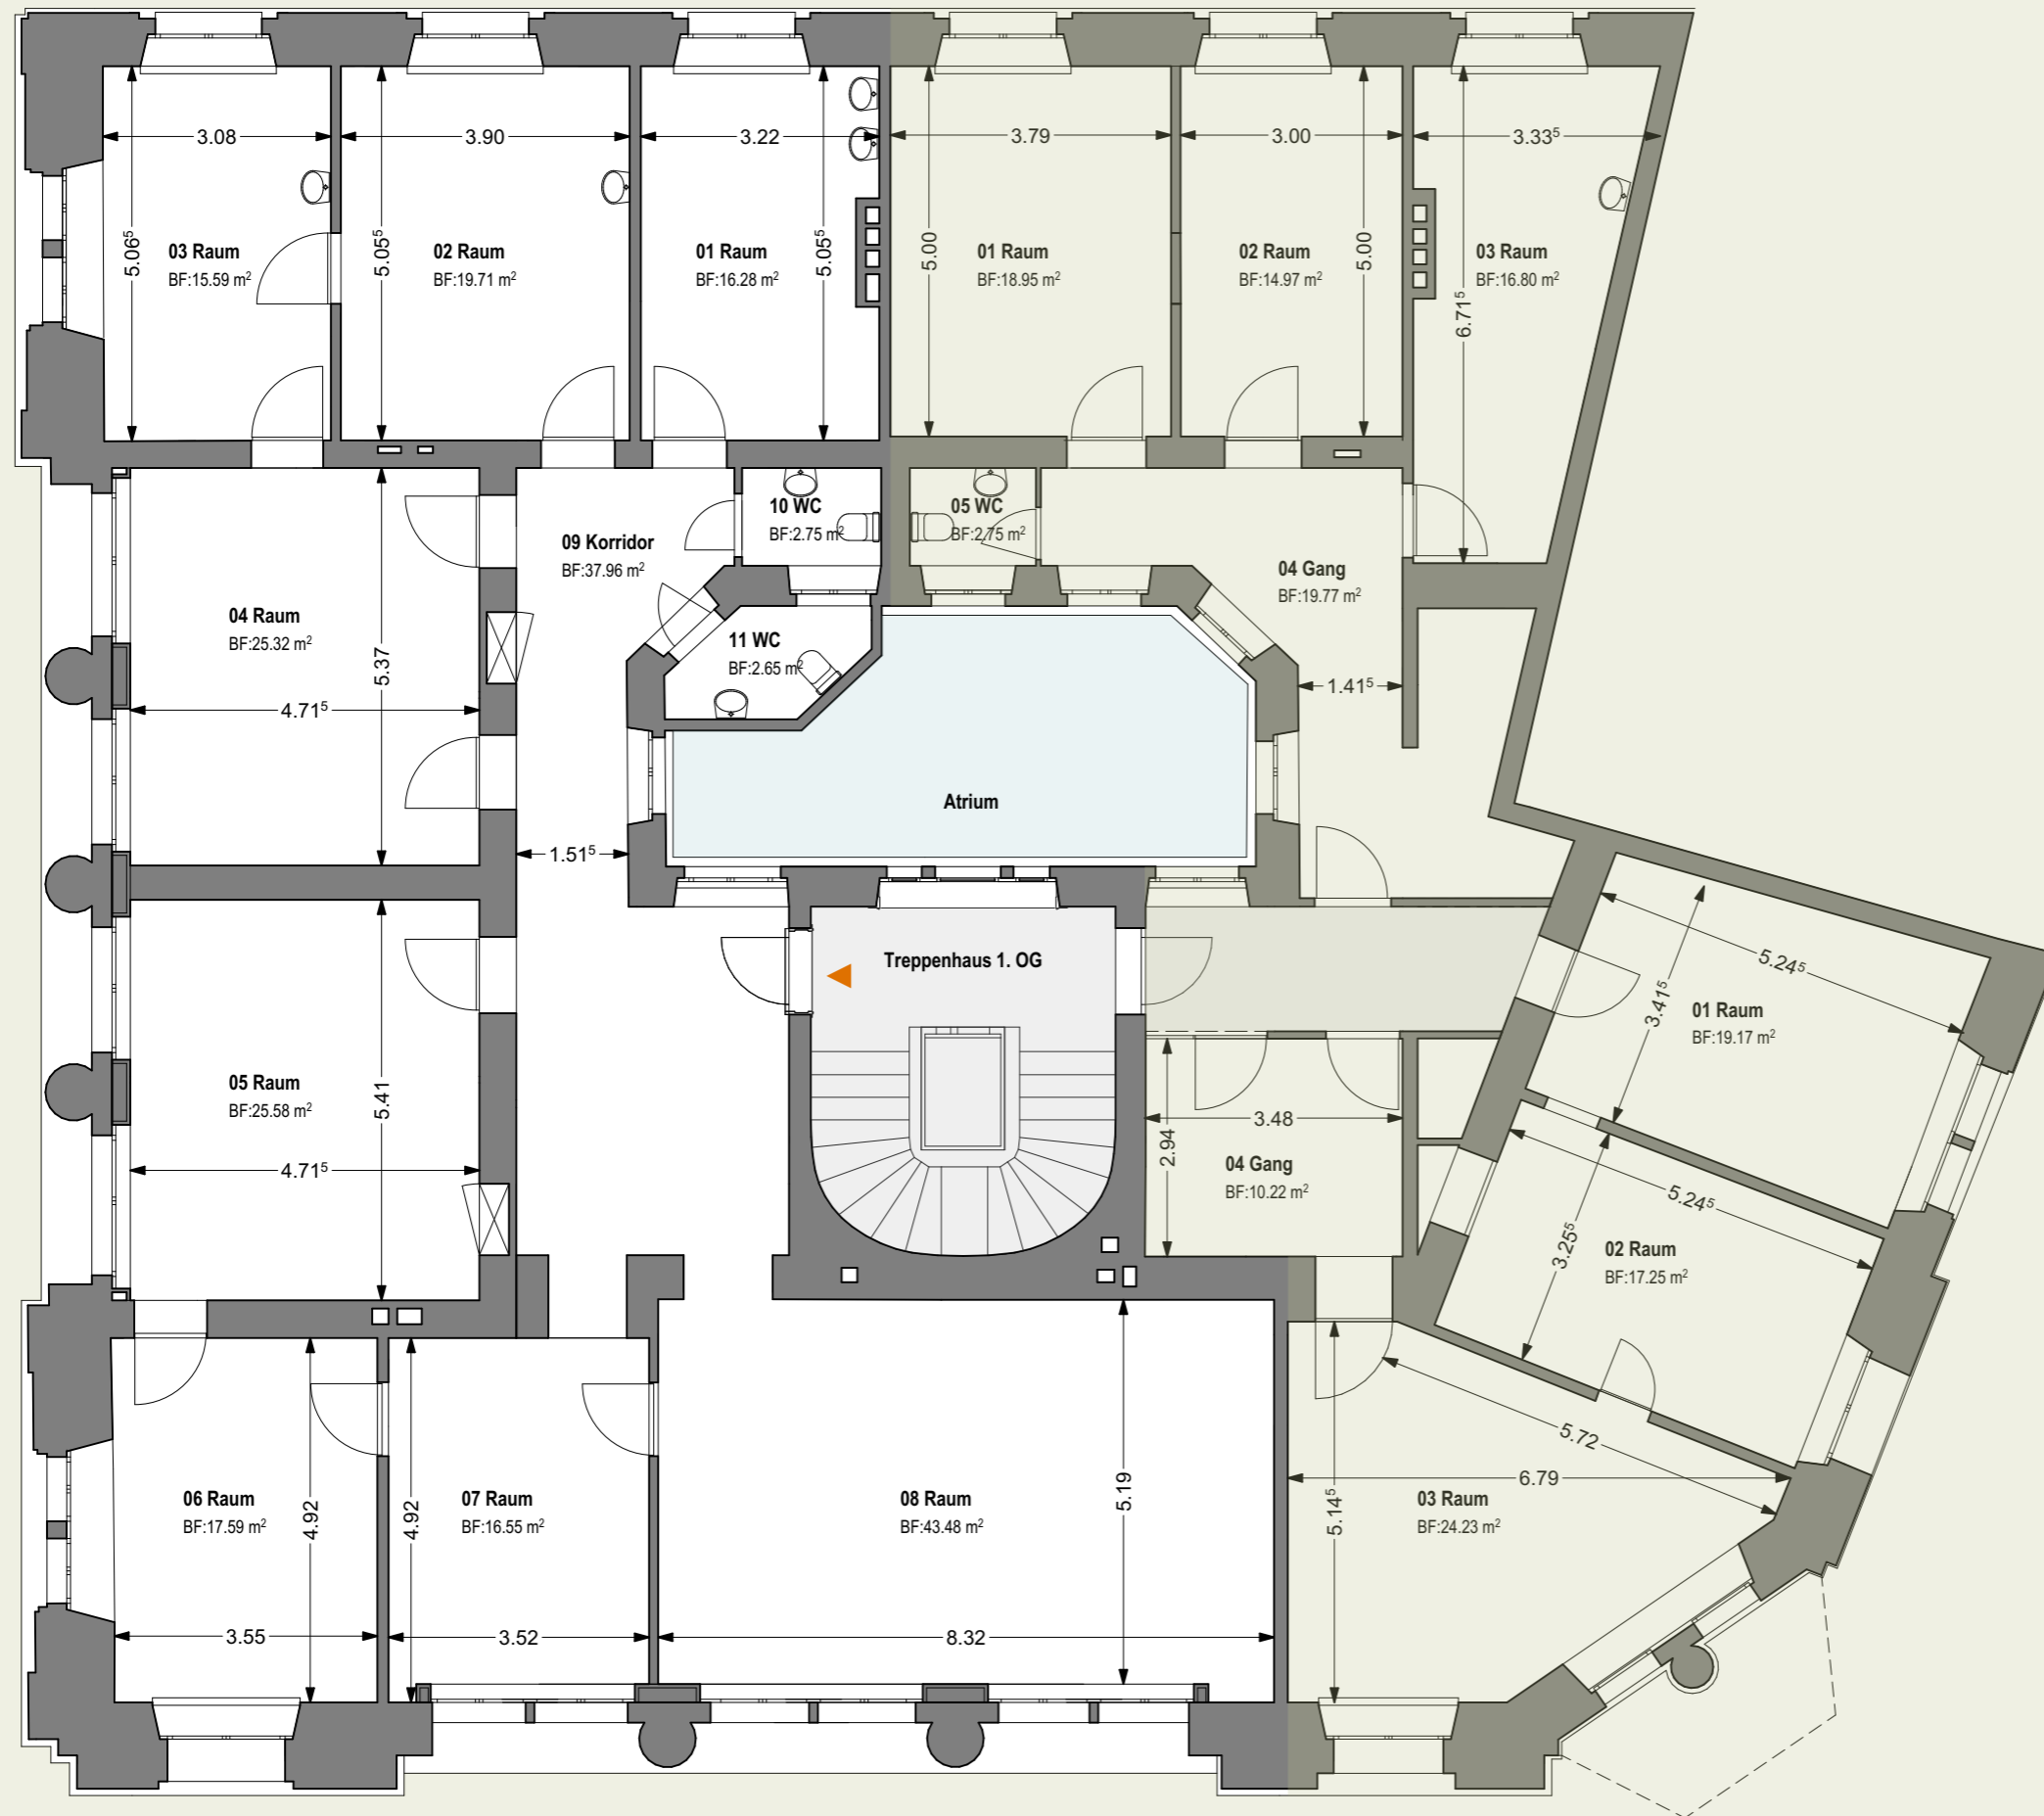 3.08
3.90
3.22
3.79
3.00
3.33⁵
5.06⁵
03 Raum
BF:15.59 m²
5.05⁵
02 Raum
BF:19.71 m²
01 Raum
BF:16.28 m²
5.05⁵
5.00
01 Raum
BF:18.95 m²
02 Raum
BF:14.97 m²
5.00
6.71⁵
03 Raum
BF:16.80 m²
10 WC
BF:2.75 m²
05 WC
BF:2.75 m²
09 Korridor
BF:37.96 m²
04 Gang
BF:19.77 m²
04 Raum
BF:25.32 m²
5.37
4.71⁵
11 WC
BF:2.65 m²
1.41⁵
Atrium
1.51⁵
Treppenhaus 1. OG
5.24⁵
3.41⁵
01 Raum
BF:19.17 m²
05 Raum
BF:25.58 m²
5.41
4.71⁵
2.94
3.48
04 Gang
BF:10.22 m²
5.24⁵
3.25⁵
02 Raum
BF:17.25 m²
06 Raum
BF:17.59 m²
4.92
3.55
4.92
07 Raum
BF:16.55 m²
3.52
08 Raum
BF:43.48 m²
5.19
8.32
5.72
6.79
5.14⁵
03 Raum
BF:24.23 m²